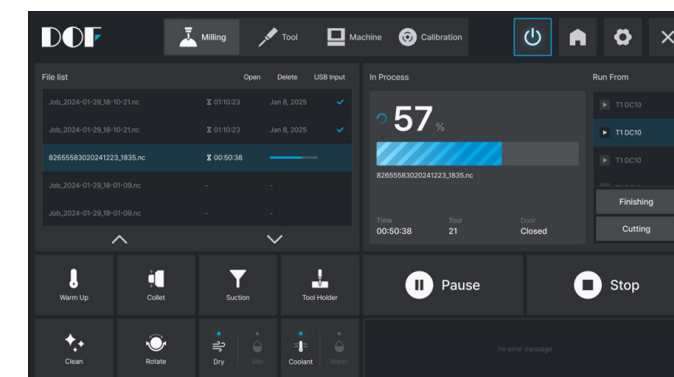 DOF
Milling
Tool
Machine
Calibration
File list
Open
Delete
USB Input
Job_2024-01-29_18-10-21.nc
01:10:23
Jan 8, 2025
Job_2024-01-29_18-10-21.nc
01:10:23
Jan 8, 2025
82655583020241223_1835.nc
00:50:38
Job_2024-01-29_18-01-09.nc
-
-
Job_2024-01-29_18-01-09.nc
-
-
In Process
57 %
82655583020241223_1835.nc
Time
Tool
Door
00:50:38
21
Closed
Run From
T1 DC10
T1 DC10
T1 DC10
Finishing
Cutting
Warm Up
Collet
Suction
Tool Holder
Pause
Stop
Clean
Rotate
Dry
Wet
Coolant
Water
no error message